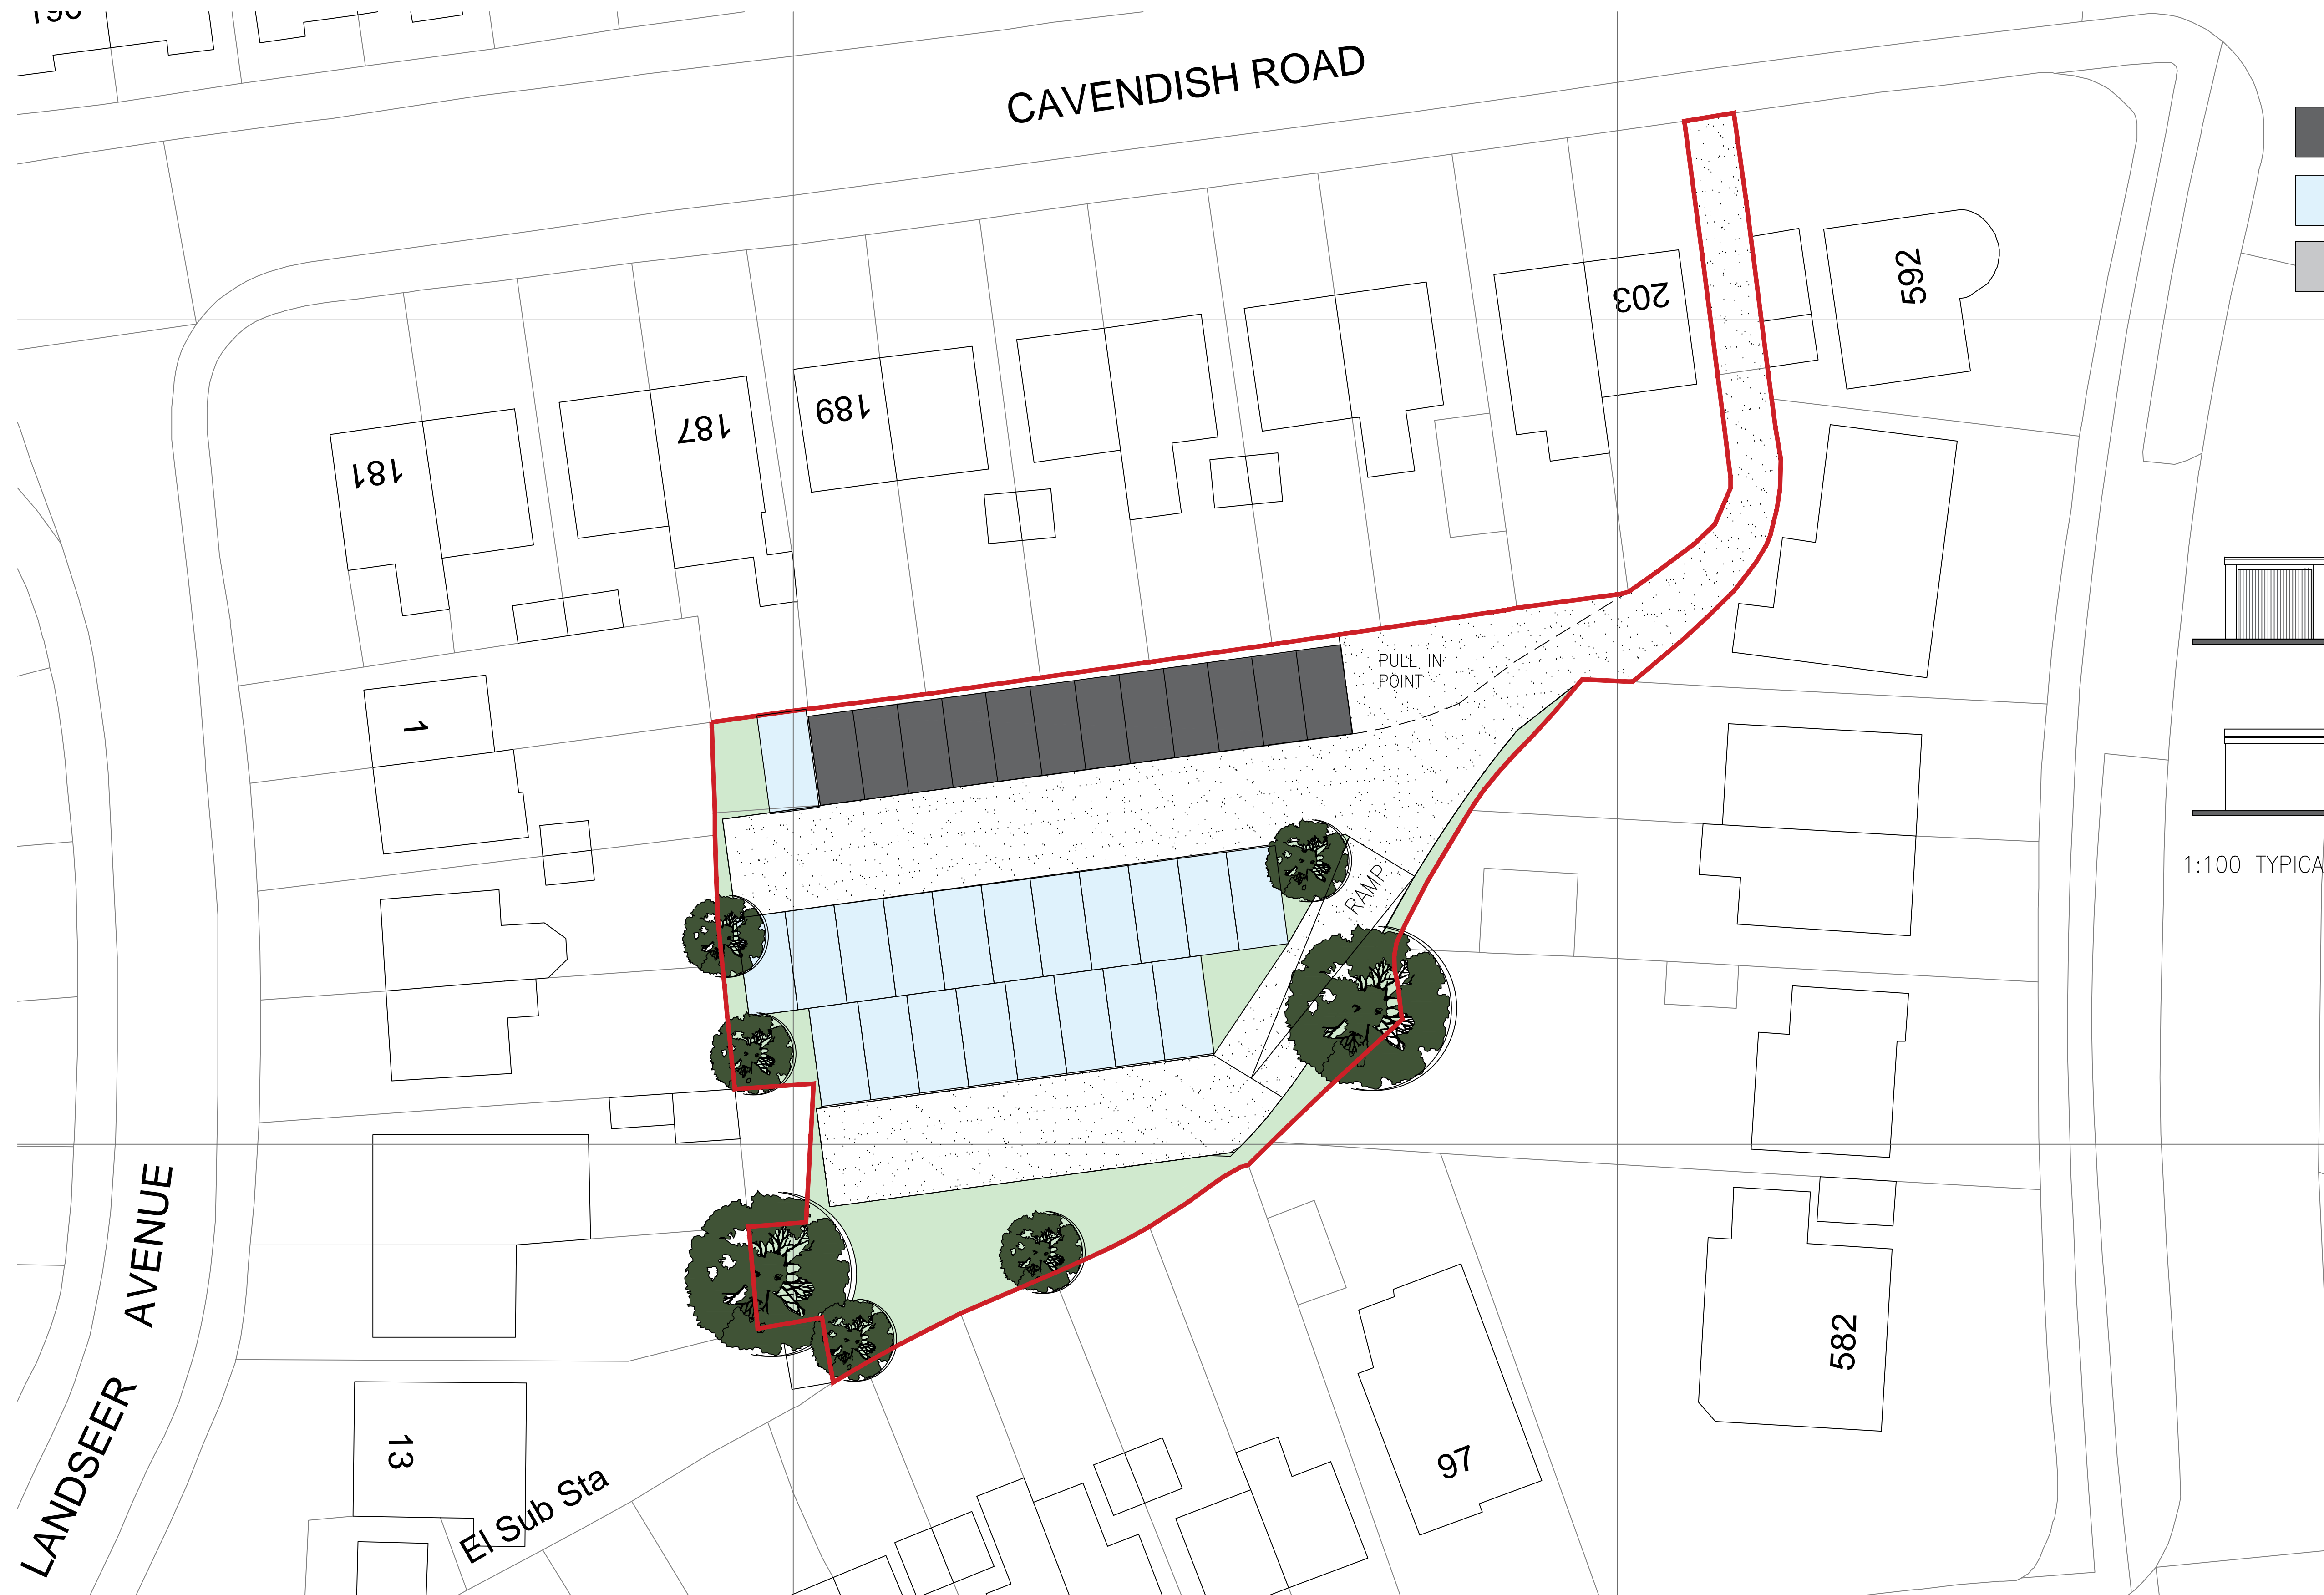 190
CAVENDISH ROAD
592
203
189
187
181
PULL IN
POINT
1
1:100 TYPICA
RAMP
LANDSEER AVENUE
582
13
97
El Sub Sta